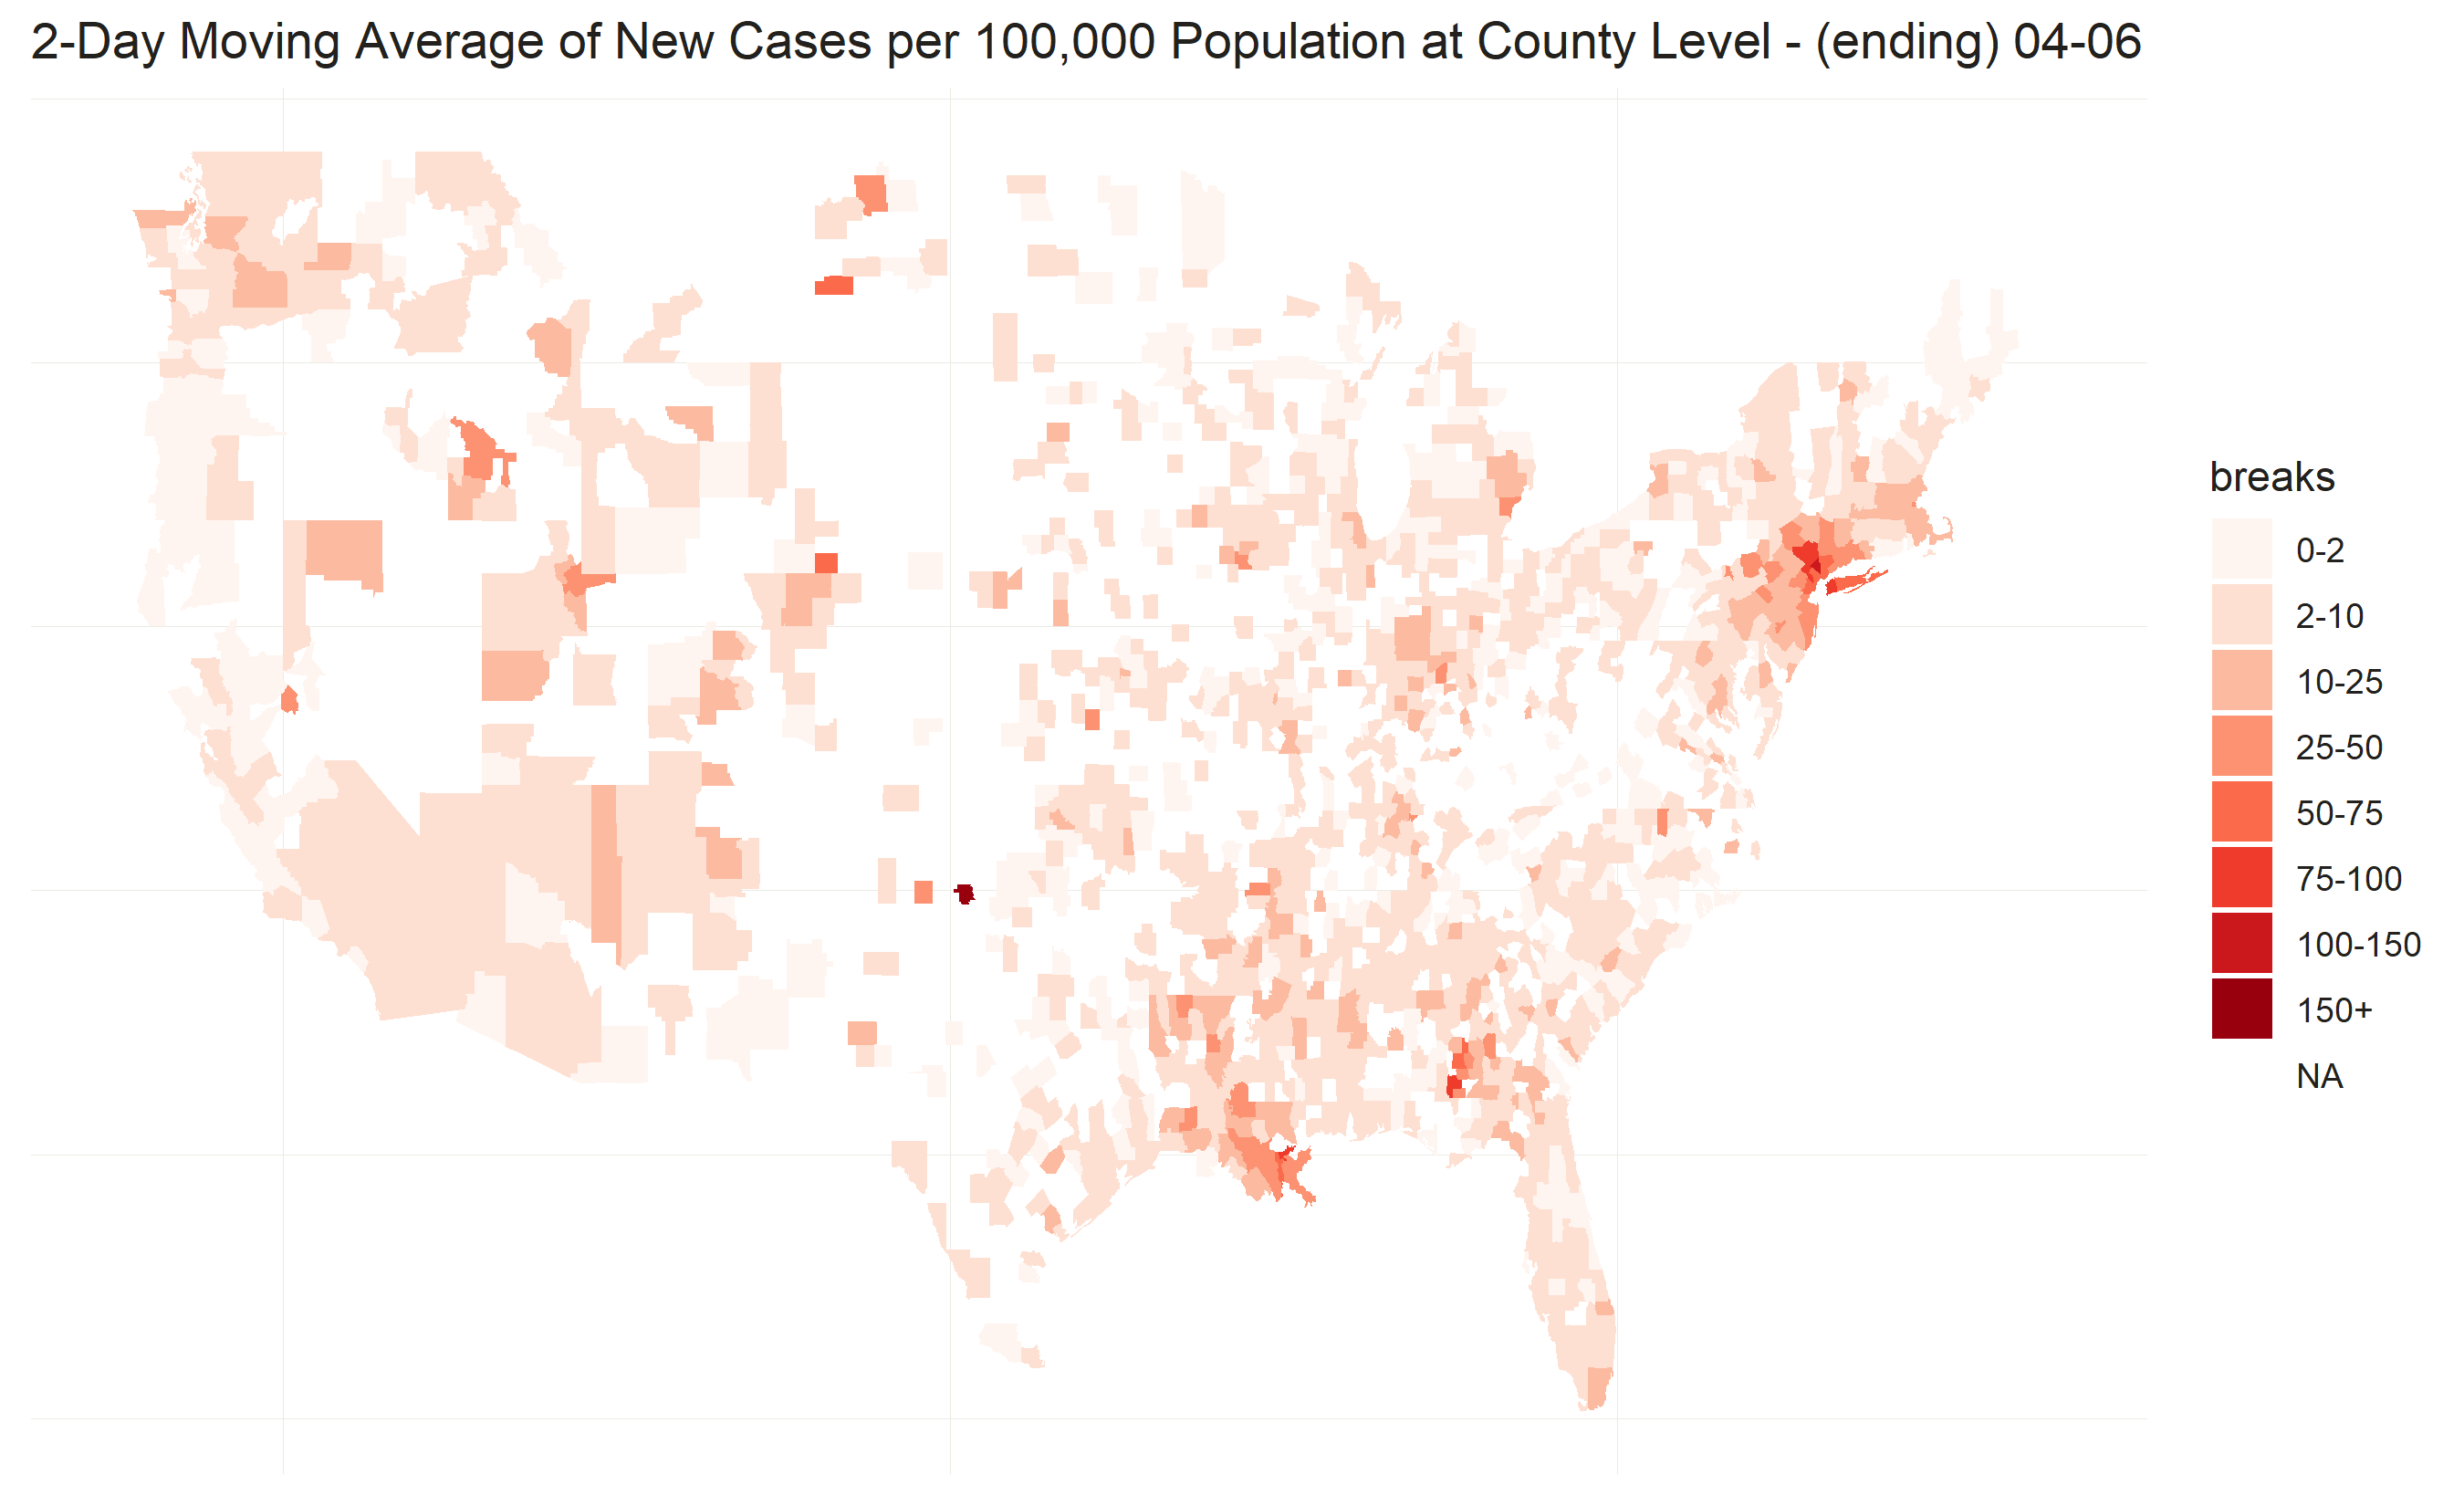 2-Day Moving Average of New Cases per 100,000 Population at County Level - (ending) 04-06
breaks
0-2
2-10
10-25
25-50
50-75
75-100
100-150
150+
NA